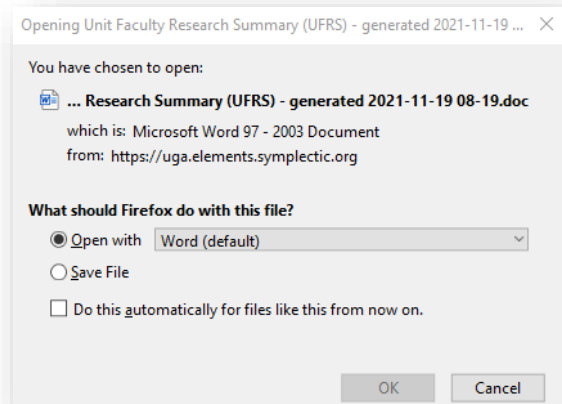 Opening Unit Faculty Research Summary (UFRS) - generated 2021-11-19 ...
You have chosen to open:
... Research Summary (UFRS) - generated 2021-11-19 08-19.doc
which is: Microsoft Word 97 - 2003 Document
from: https://uga.elements.symplectic.org
What should Firefox do with this file?
Open with Word (default)
Save File
Do this automatically for files like this from now on.
OK Cancel